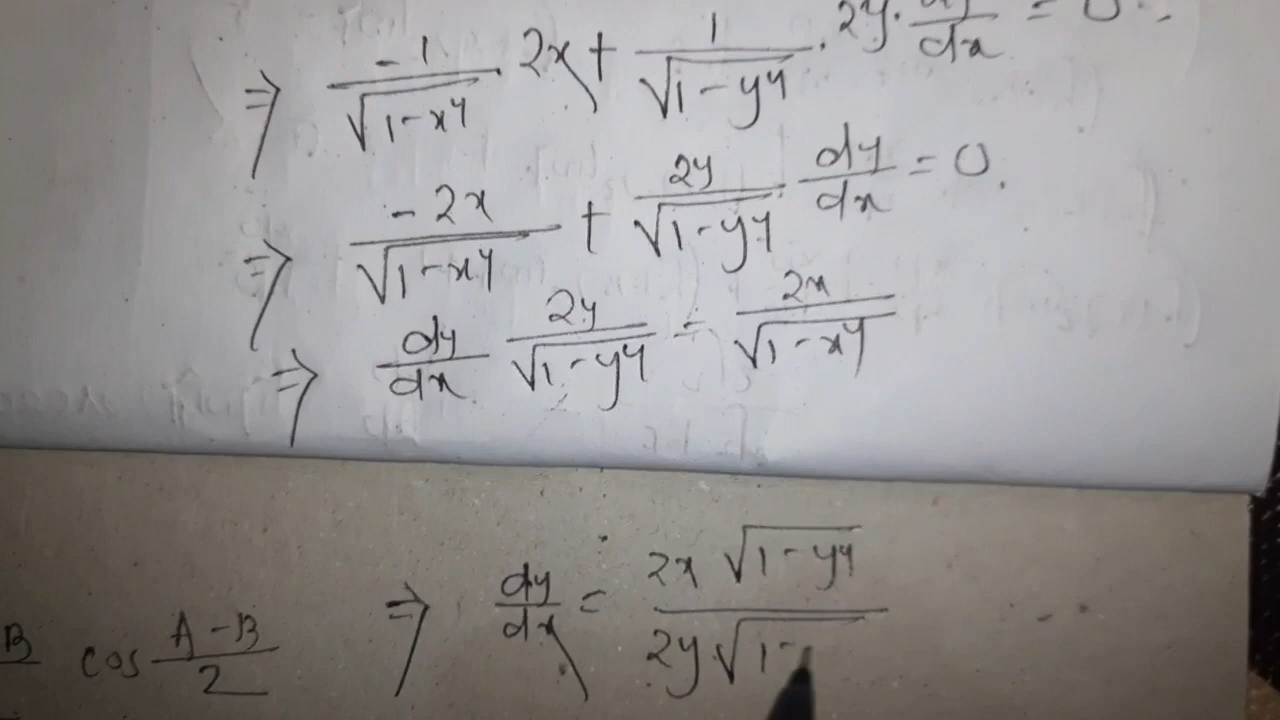 ⇒ -1/√(1-x⁴) · 2x + 1/√(1-y⁴) · 2y · dy/dx = 0
⇒ -2x/√(1-x⁴) + 2y/√(1-y⁴) dy/dx = 0.
⇒ dy/dx 2y/√(1-y⁴) = 2x/√(1-x⁴)
⇒ dy/dx = 2x √(1-y⁴) / 2y √(1-
B cos (A-B)/2